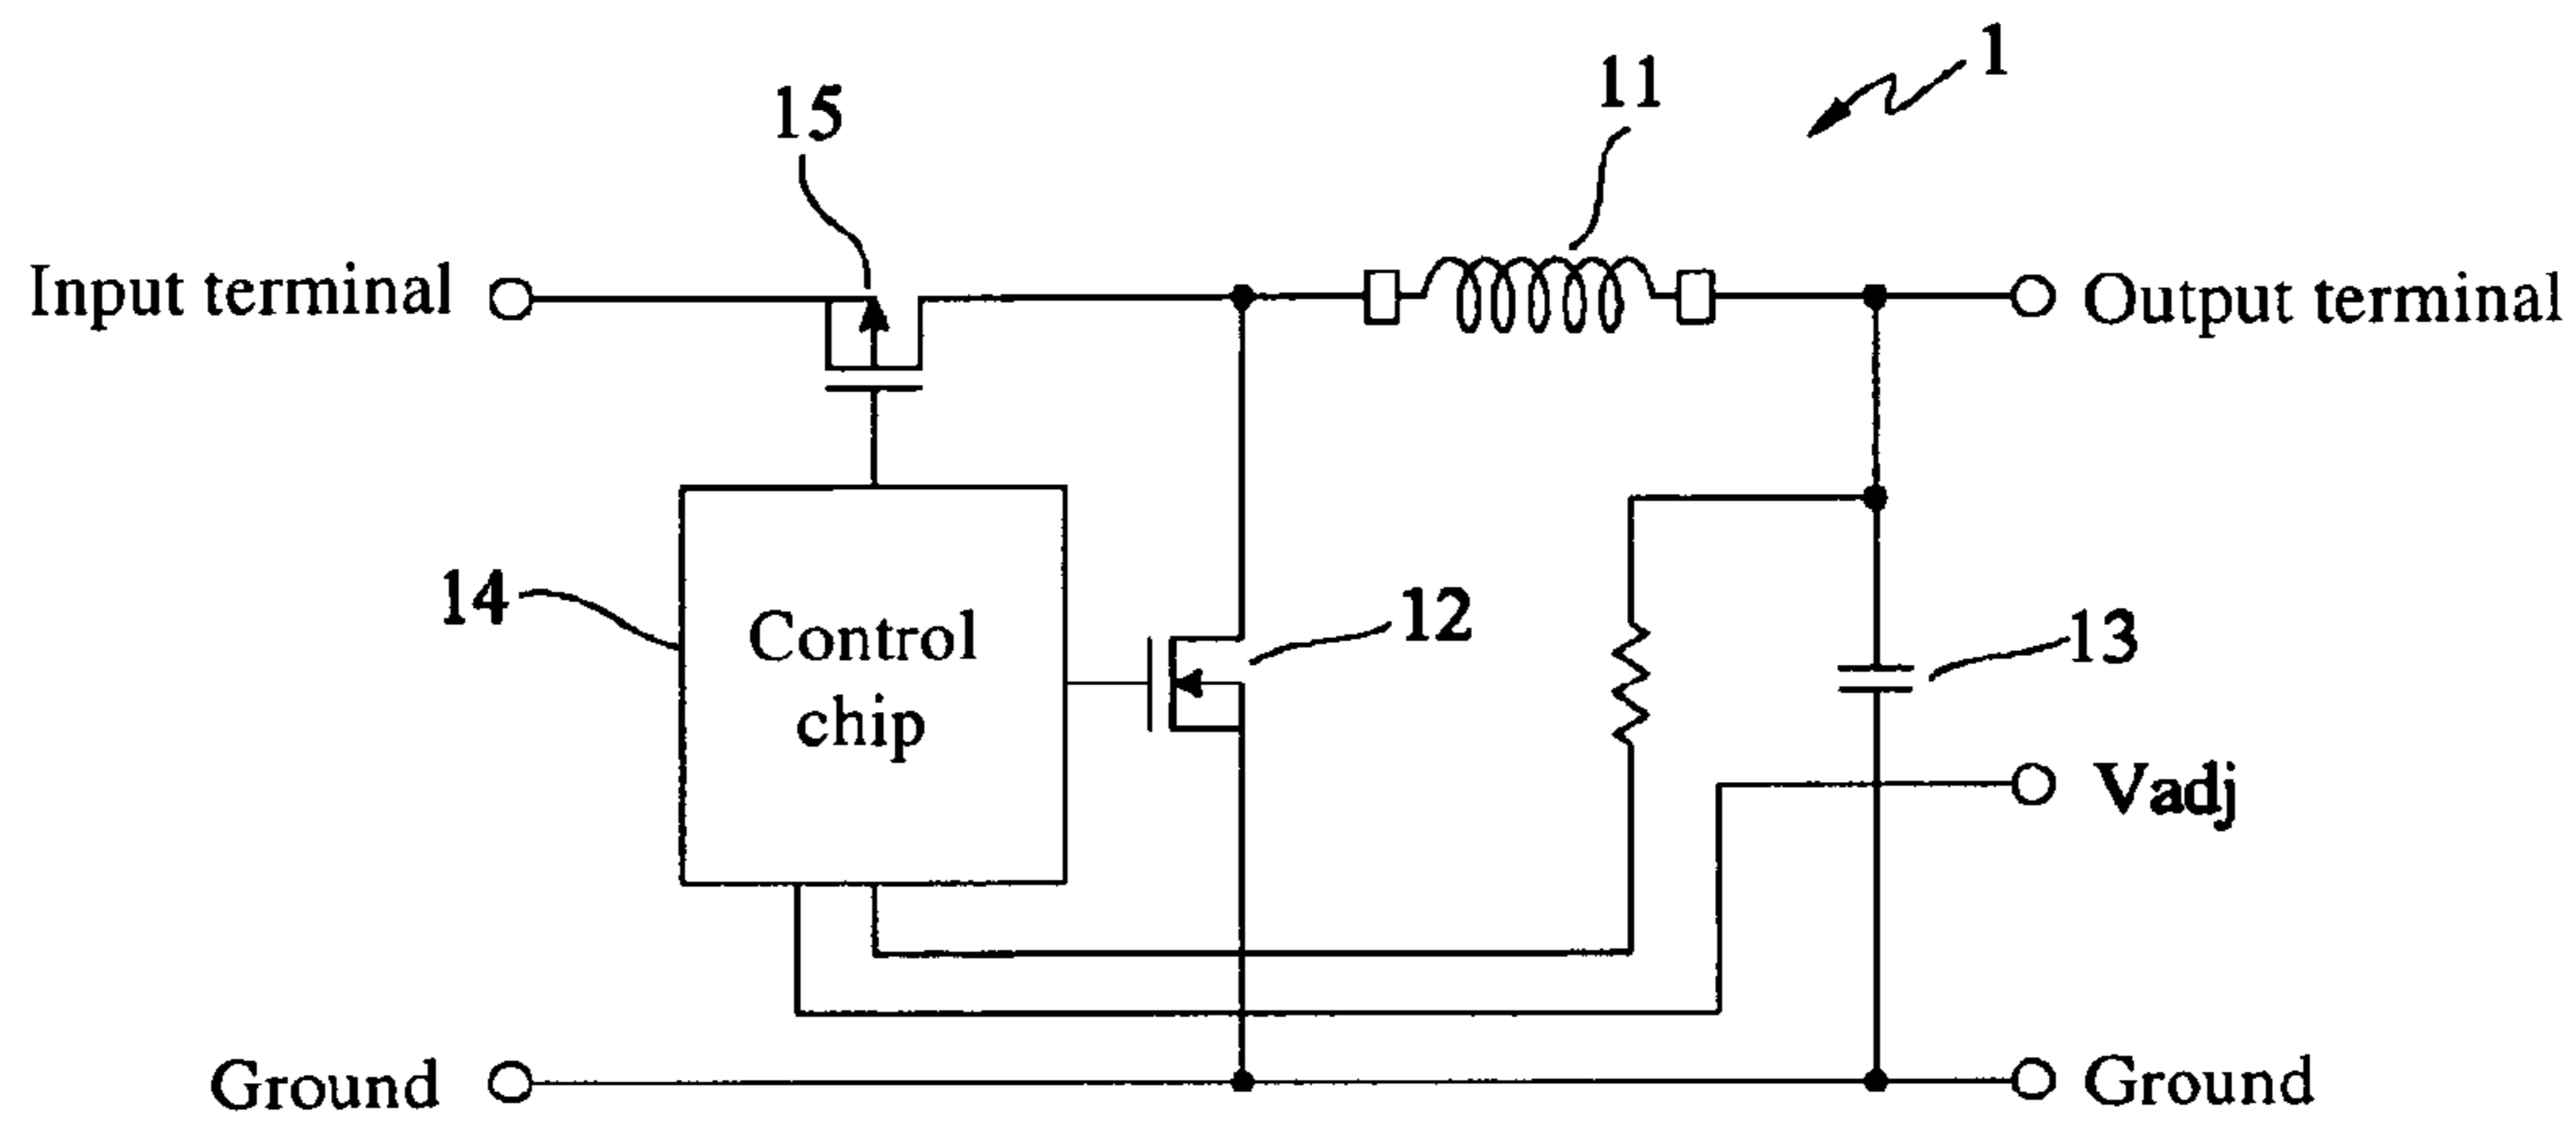 1
11
15
Input terminal
Output terminal
14
Control
chip
12
13
Vadj
Ground
Ground